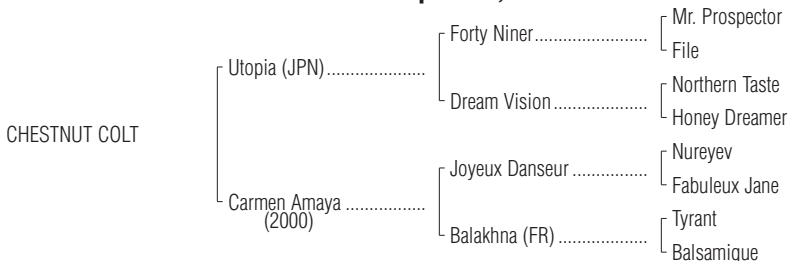 Mr. Prospector
Forty Niner
File
Utopia (JPN)
Northern Taste
Dream Vision
Honey Dreamer
CHESTNUT COLT
Nureyev
Joyeux Danseur
Fabuleux Jane
Carmen Amaya
(2000)
Tyrant
Balakhna (FR)
Balsamique